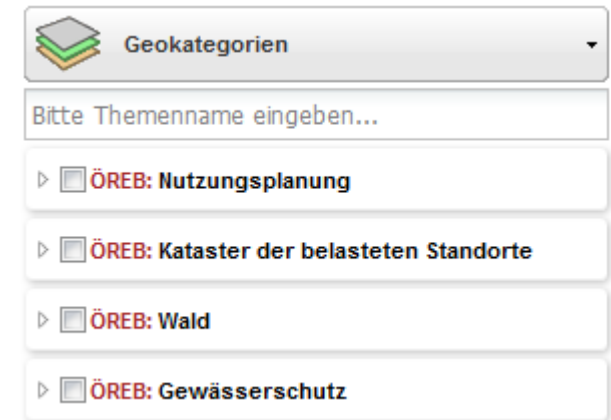 Geokategorien
Bitte Themenname eingeben...
ÖREB: Nutzungsplanung
ÖREB: Kataster der belasteten Standorte
ÖREB: Wald
ÖREB: Gewässerschutz